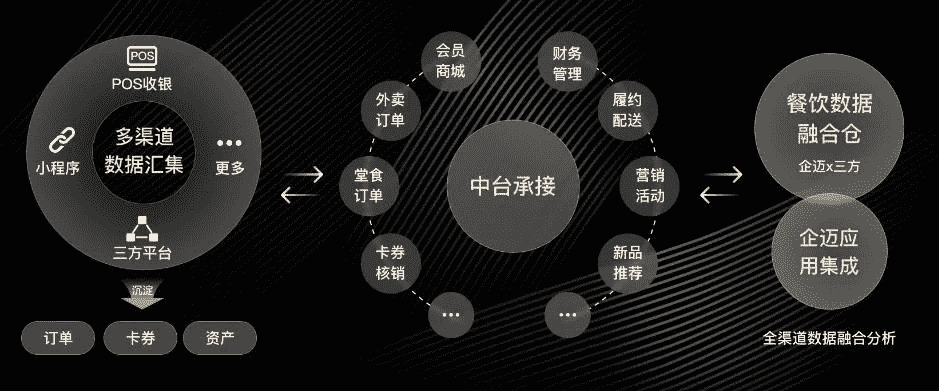 POS
POS收银
多渠道
数据汇集
小程序
更多
三方平台
沉淀
订单
卡券
资产
会员
商城
外卖
订单
堂食
订单
卡券
核销
中台承接
财务
管理
履约
配送
营销
活动
新品
推荐
餐饮数据
融合仓
企迈x三方
企迈应
用集成
全渠道数据融合分析